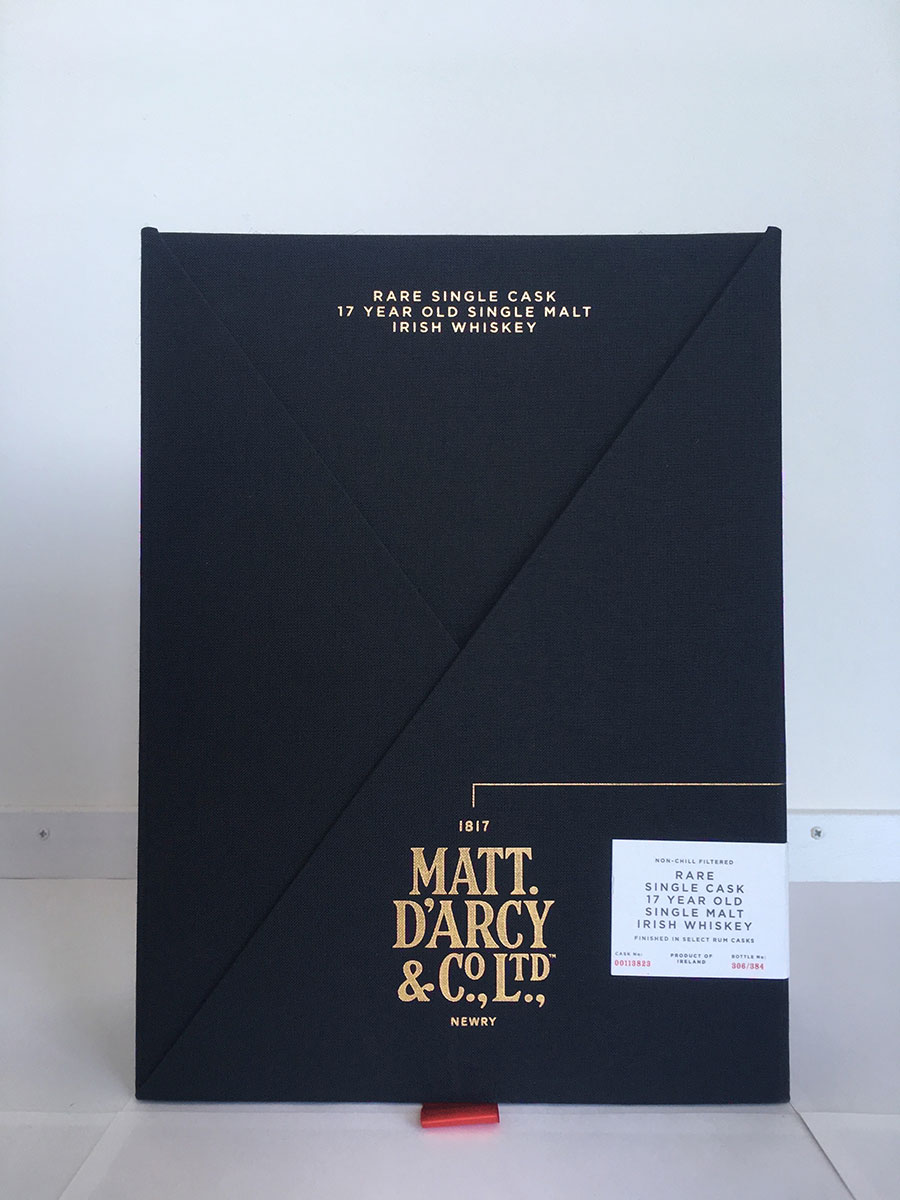 RARE SINGLE CASK
17 YEAR OLD SINGLE MALT
IRISH WHISKEY
1817
MATT.
D'ARCY
& CO., LTD™.,
NEWRY
NON-CHILL FILTERED
RARE
SINGLE CASK
17 YEAR OLD
SINGLE MALT
IRISH WHISKEY
FINISHED IN SELECT RUM CASKS
CASK No:
00113823
PRODUCT OF
IRELAND
BOTTLE No:
306/384